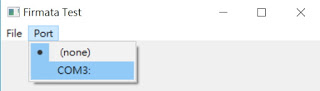 Firmata Test
File Port
(none)
COM3: